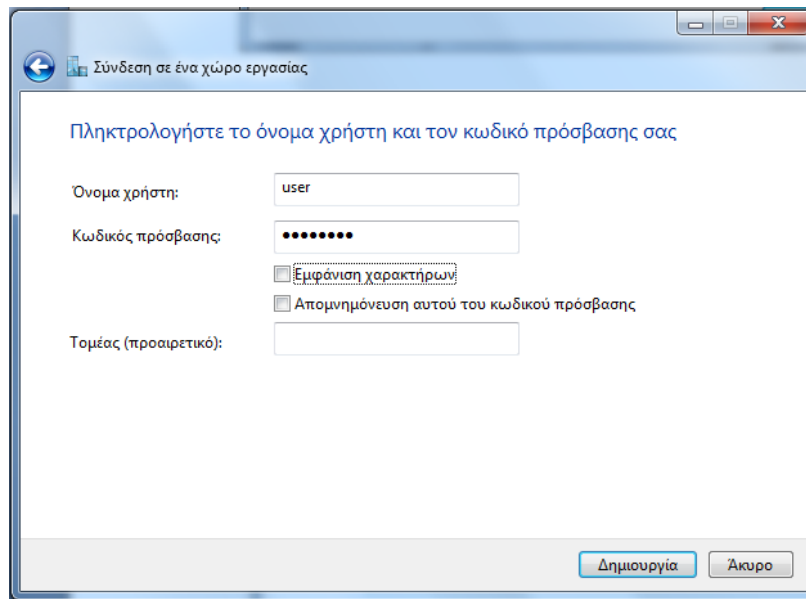 Σύνδεση σε ένα χώρο εργασίας
Πληκτρολογήστε το όνομα χρήστη και τον κωδικό πρόσβασης σας
Όνομα χρήστη: user
Κωδικός πρόσβασης: ●●●●●●●●
Εμφάνιση χαρακτήρων
Απομνημόνευση αυτού του κωδικού πρόσβασης
Τομέας (προαιρετικό):
Δημιουργία Άκυρο